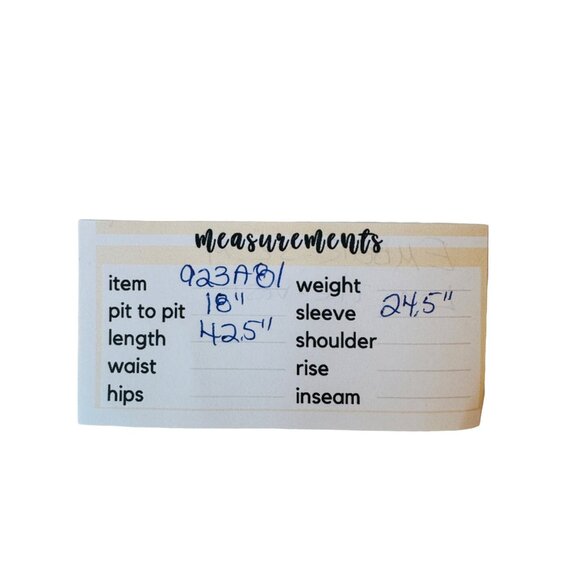 measurements
item 923A81 weight
pit to pit 18" sleeve 24.5"
length 42.5" shoulder
waist rise
hips inseam